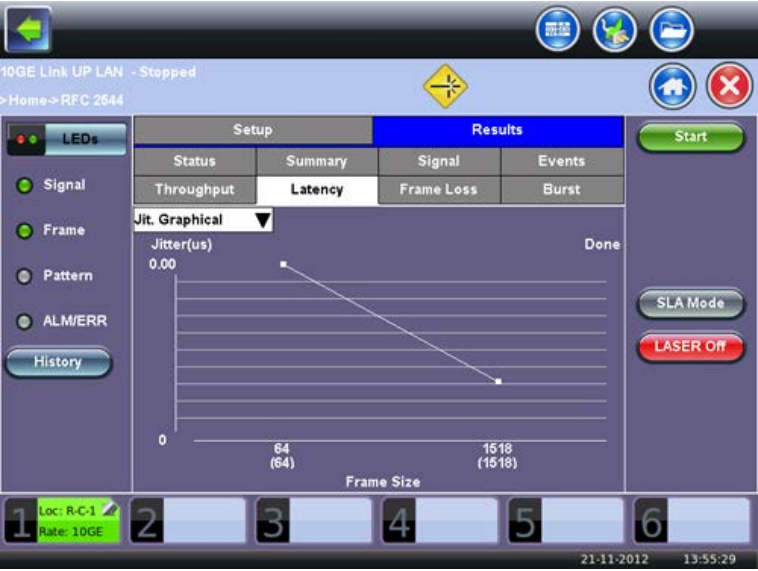 10GE Link UP LAN - Stopped
>Home->RFC 2544
LEDs
Signal
Frame
Pattern
ALM/ERR
History
Setup Results
Status Summary Signal Events
Throughput Latency Frame Loss Burst
Jit. Graphical
Jitter(us) Done
0.00
0
64 1518
(64) (1518)
Frame Size
Start
SLA Mode
LASER Off
1 Loc: R-C-1
Rate: 10GE
2 3 4 5 6
21-11-2012 13:55:29